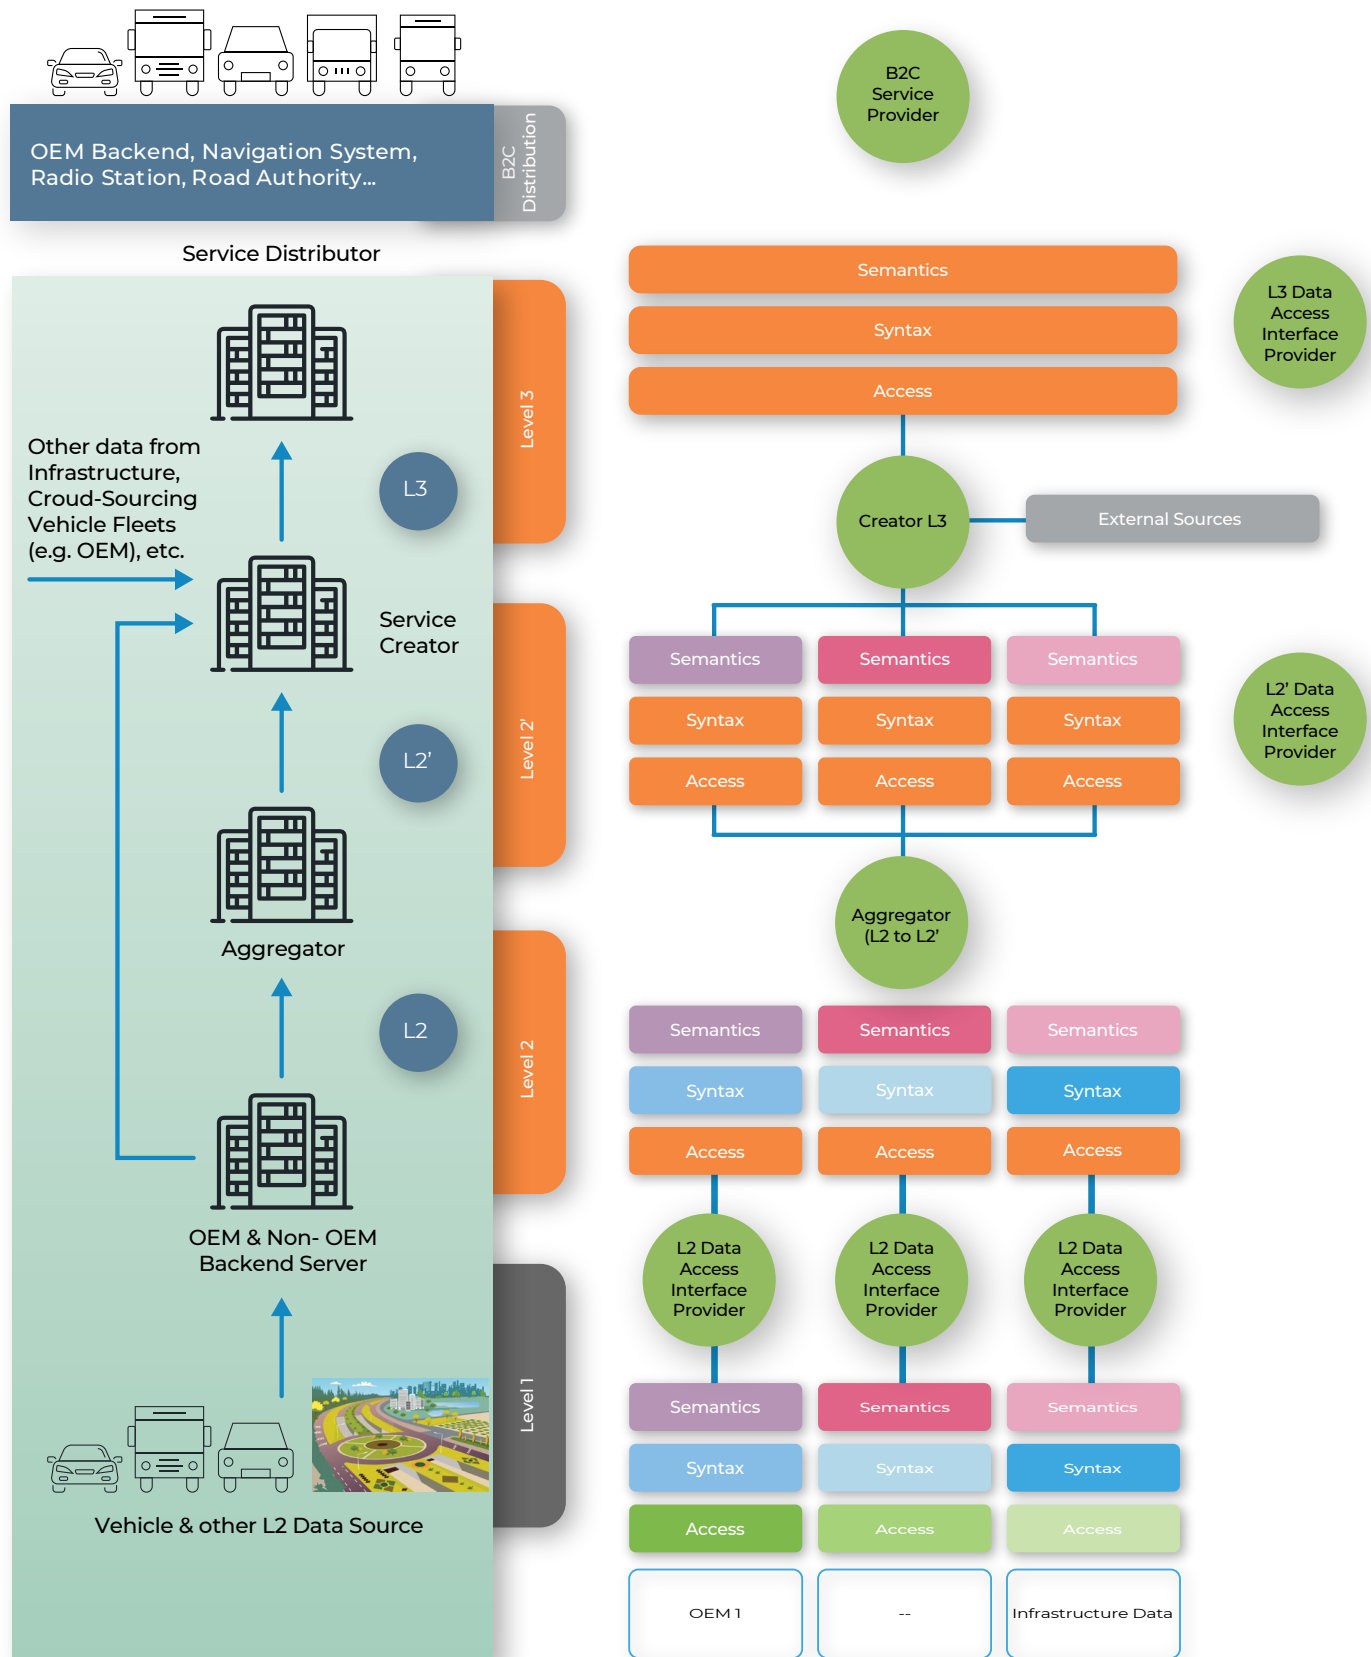 OEM Backend, Navigation System,
Radio Station, Road Authority...
B2C
Distribution
Service Distributor
Level 3
Other data from
Infrastructure,
Croud-Sourcing
Vehicle Fleets
(e.g. OEM), etc.
L3
Service
Creator
Level 2'
L2'
Aggregator
L2
Level 2
OEM & Non- OEM
Backend Server
Level 1
Vehicle & other L2 Data Source
B2C
Service
Provider
Semantics
Syntax
Access
L3 Data
Access
Interface
Provider
Creator L3
External Sources
Semantics Semantics Semantics
Syntax Syntax Syntax
Access Access Access
L2' Data
Access
Interface
Provider
Aggregator
(L2 to L2'
Semantics Semantics Semantics
Syntax Syntax Syntax
Access Access Access
L2 Data
Access
Interface
Provider
L2 Data
Access
Interface
Provider
L2 Data
Access
Interface
Provider
Semantics Semantics Semantics
Syntax Syntax Syntax
Access Access Access
OEM 1 -- Infrastructure Data